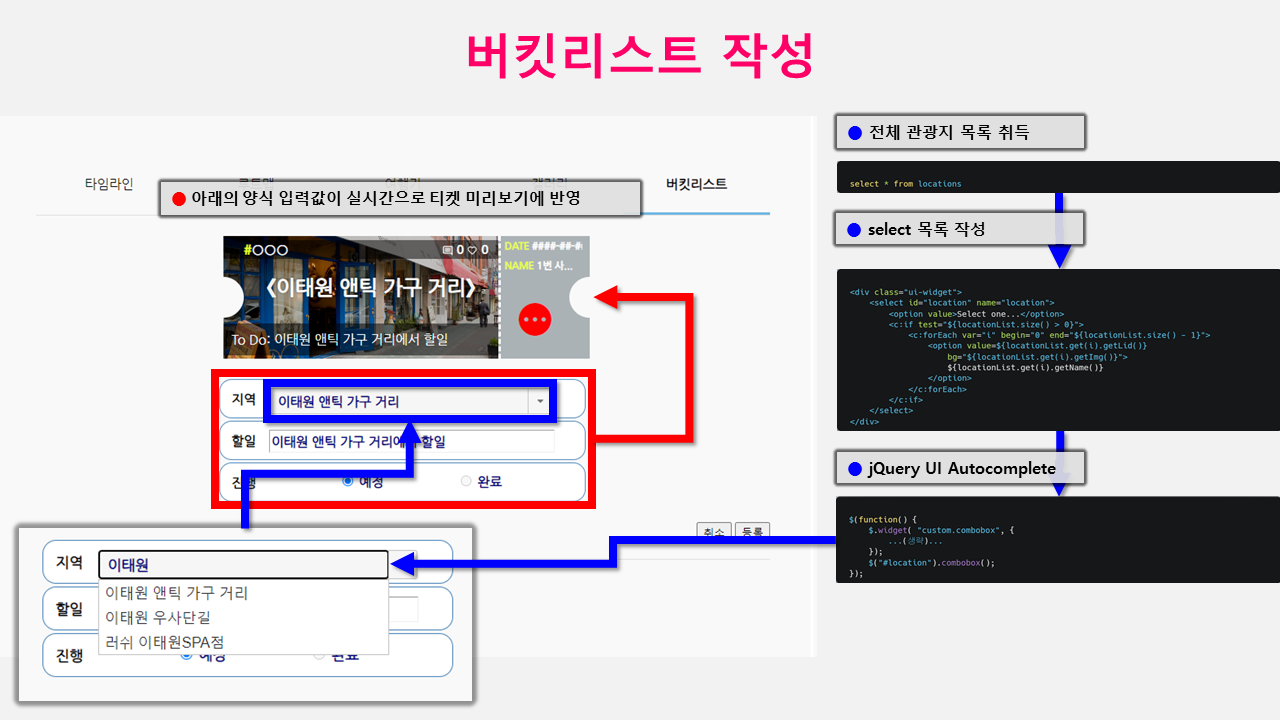 버킷리스트 작성
타임라인
버킷리스트
아래의 양식 입력값이 실시간으로 티켓 미리보기에 반영
#○○○
0 0
《이태원 앤틱 가구 거리》
To Do: 이태원 앤틱 가구 거리에서 할일
DATE ####-##-#
NAME 1번 사...
지역
이태원 앤틱 가구 거리
할일
이태원 앤틱 가구 거리에서 할일
진행
예정
완료
취소
등록
지역
이태원
이태원 앤틱 가구 거리
이태원 우사단길
러쉬 이태원SPA점
할일
진행
예정
완료
전체 관광지 목록 취득
select * from locations
select 목록 작성
<div class="ui-widget">
<select id="location" name="location">
<option value>Select one...</option>
<c:if test="${locationList.size() > 0}">
<c:forEach var="i" begin="0" end="${locationList.size() - 1}">
<option value=${locationList.get(i).getLid()}
bg="${locationList.get(i).getImg()}">
${locationList.get(i).getName()}
</option>
</c:forEach>
</c:if>
</select>
</div>
jQuery UI Autocomplete
$(function() {
$.widget( "custom.combobox", {
...(생략)...
});
$("#location").combobox();
});